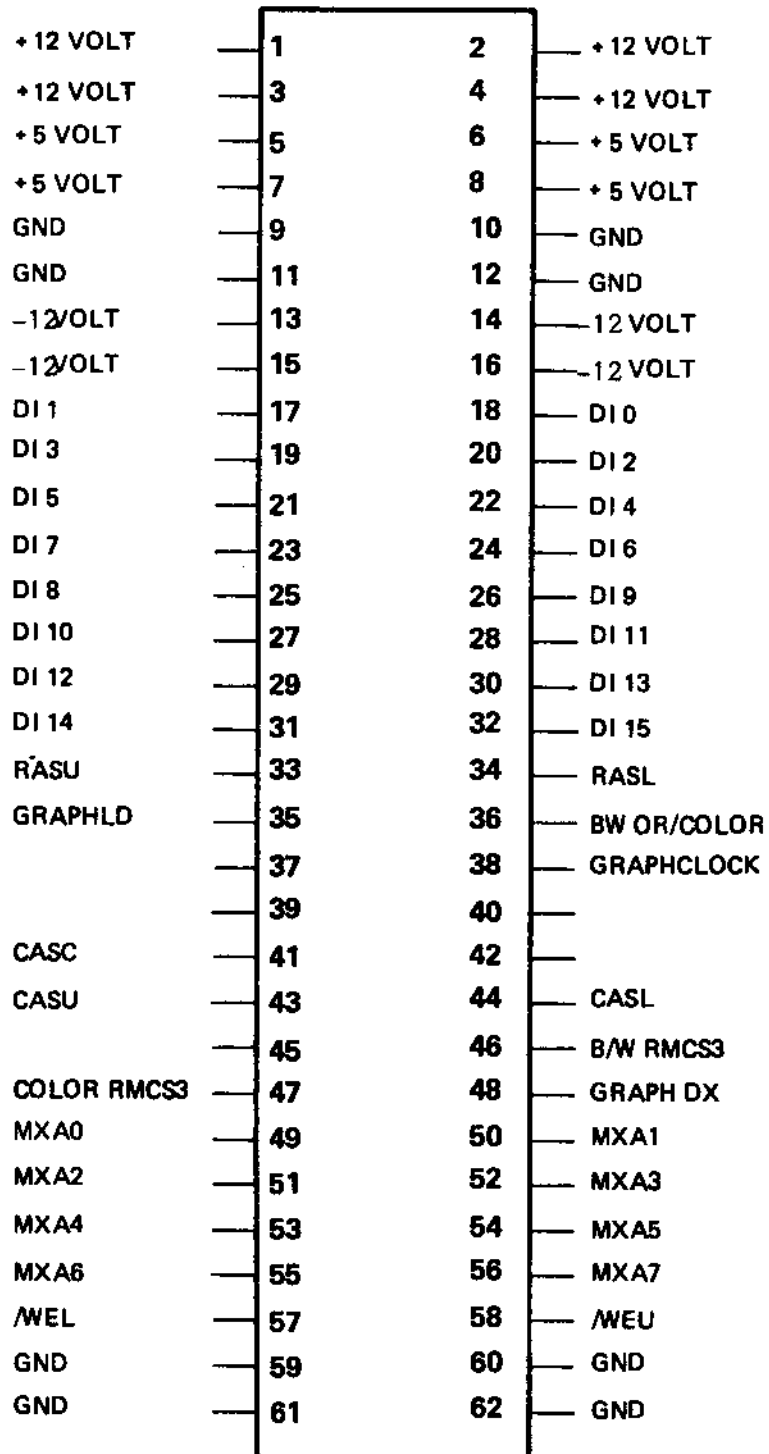 +12 VOLT 1 2 +12 VOLT
+12 VOLT 3 4 +12 VOLT
+5 VOLT 5 6 +5 VOLT
+5 VOLT 7 8 +5 VOLT
GND 9 10 GND
GND 11 12 GND
-12VOLT 13 14 -12 VOLT
-12VOLT 15 16 -12 VOLT
DI 1 17 18 DI 0
DI 3 19 20 DI 2
DI 5 21 22 DI 4
DI 7 23 24 DI 6
DI 8 25 26 DI 9
DI 10 27 28 DI 11
DI 12 29 30 DI 13
DI 14 31 32 DI 15
RASU 33 34 RASL
GRAPHLD 35 36 BW OR/COLOR
37 38 GRAPHCLOCK
39 40
CASC 41 42
CASU 43 44 CASL
45 46 B/W RMCS3
COLOR RMCS3 47 48 GRAPH DX
MXA0 49 50 MXA1
MXA2 51 52 MXA3
MXA4 53 54 MXA5
MXA6 55 56 MXA7
/WEL 57 58 /WEU
GND 59 60 GND
GND 61 62 GND